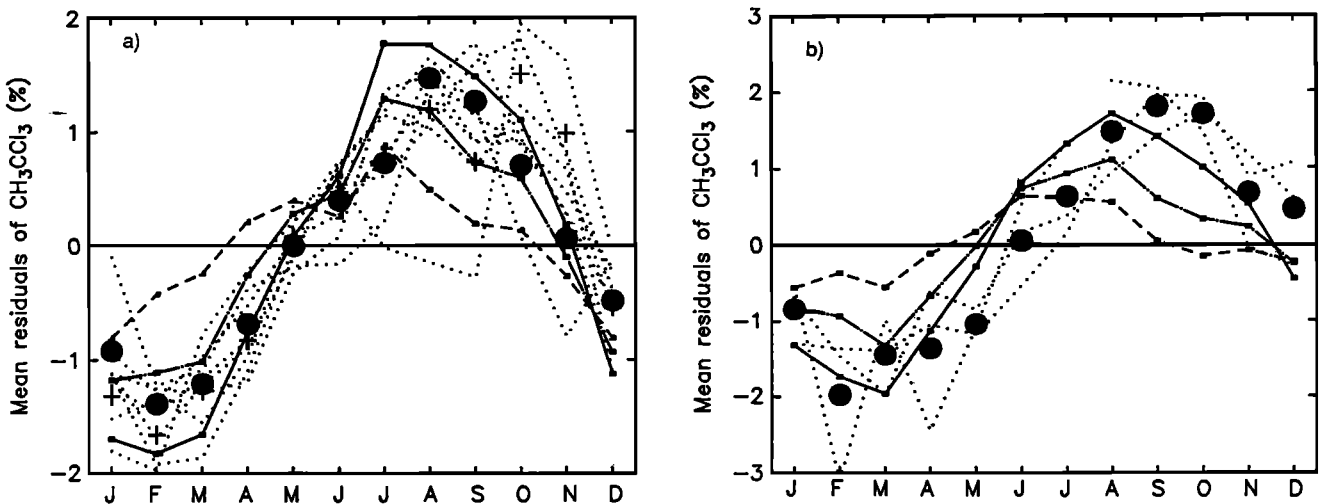 a)
Mean residuals of CH₃CCl₃ (%)
2
1
0
−1
−2
J F M A M J J A S O N D
b)
Mean residuals of CH₃CCl₃ (%)
3
2
1
0
−1
−2
−3
J F M A M J J A S O N D